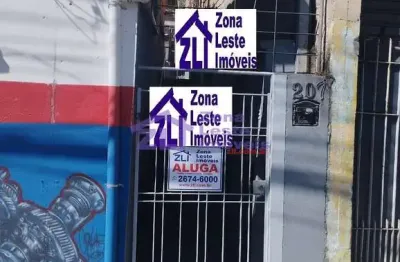 Zona
Leste
Imóveis
ZLI
207
Zona
Leste
Imóveis
ZLI
Zona
Leste
Imóveis
ZLI
ALUGA
2674-6000